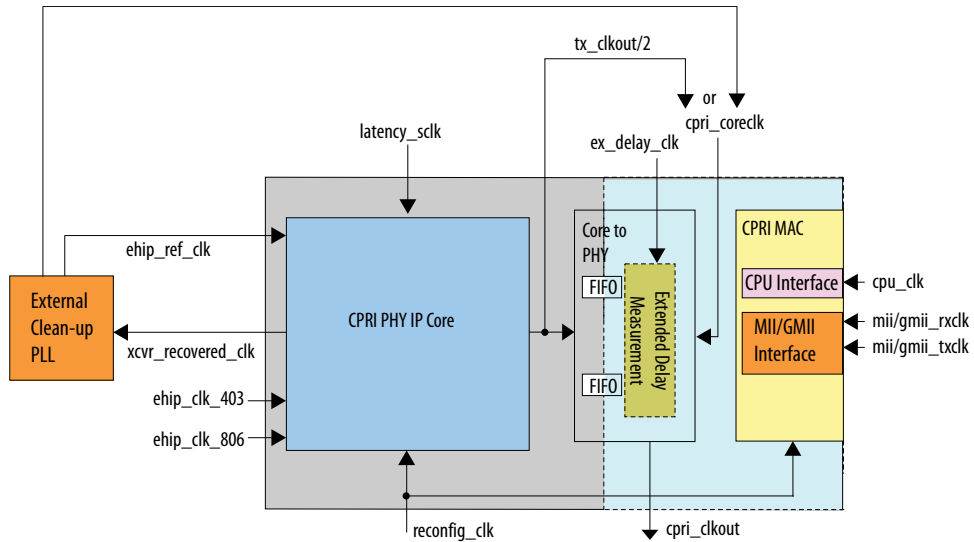 tx_clkout/2
or
cpri_coreclk
latency_sclk
ex_delay_clk
ehip_ref_clk
Core to
PHY
CPRI MAC
External
Clean-up
PLL
CPRI PHY IP Core
FIFO
Extended Delay
Measurement
CPU Interface
cpu_clk
MII/GMII
Interface
mii/gmii_rxclk
mii/gmii_txclk
xcvr_recovered_clk
FIFO
ehip_clk_403
ehip_clk_806
reconfig_clk
cpri_clkout